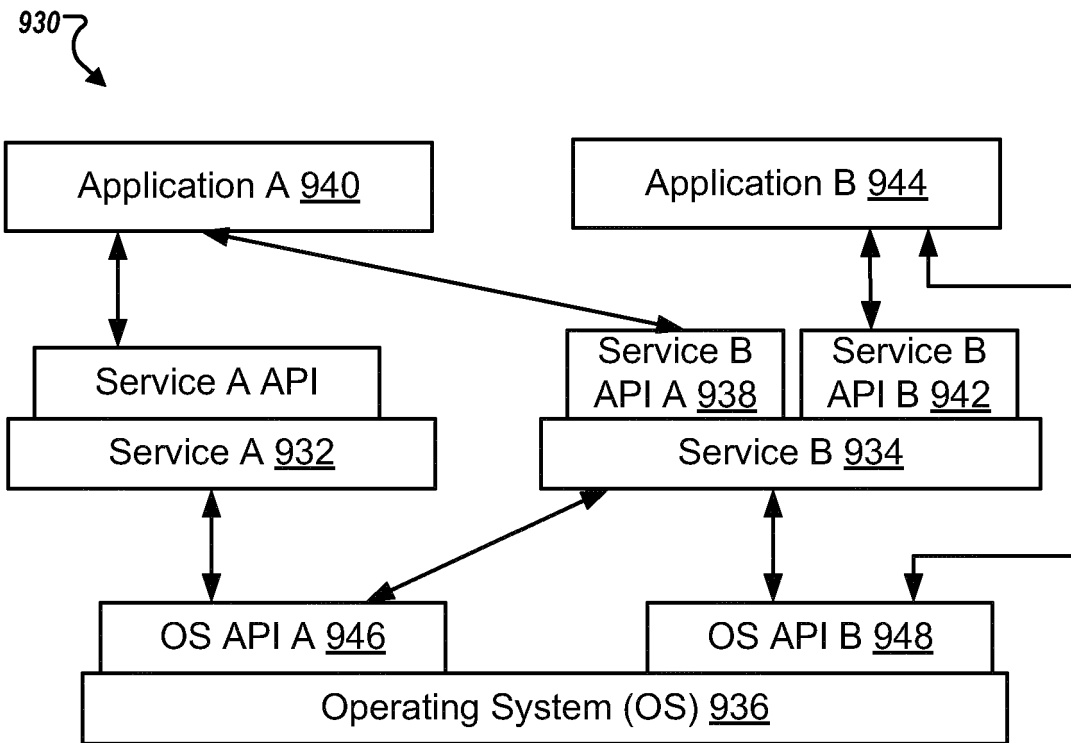 930
Application A 940
Application B 944
Service A API
Service B
API A 938
Service B
API B 942
Service A 932
Service B 934
OS API A 946
OS API B 948
Operating System (OS) 936